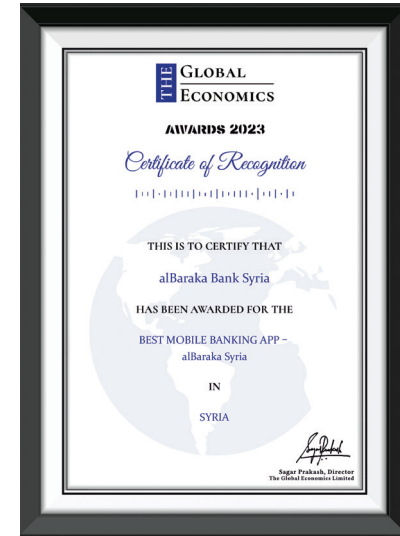 THE GLOBAL
ECONOMICS
AWARDS 2023
Certificate of Recognition
THIS IS TO CERTIFY THAT
alBaraka Bank Syria
HAS BEEN AWARDED FOR THE
BEST MOBILE BANKING APP –
alBaraka Syria
IN
SYRIA
Sagar Prakash, Director
The Global Economics Limited